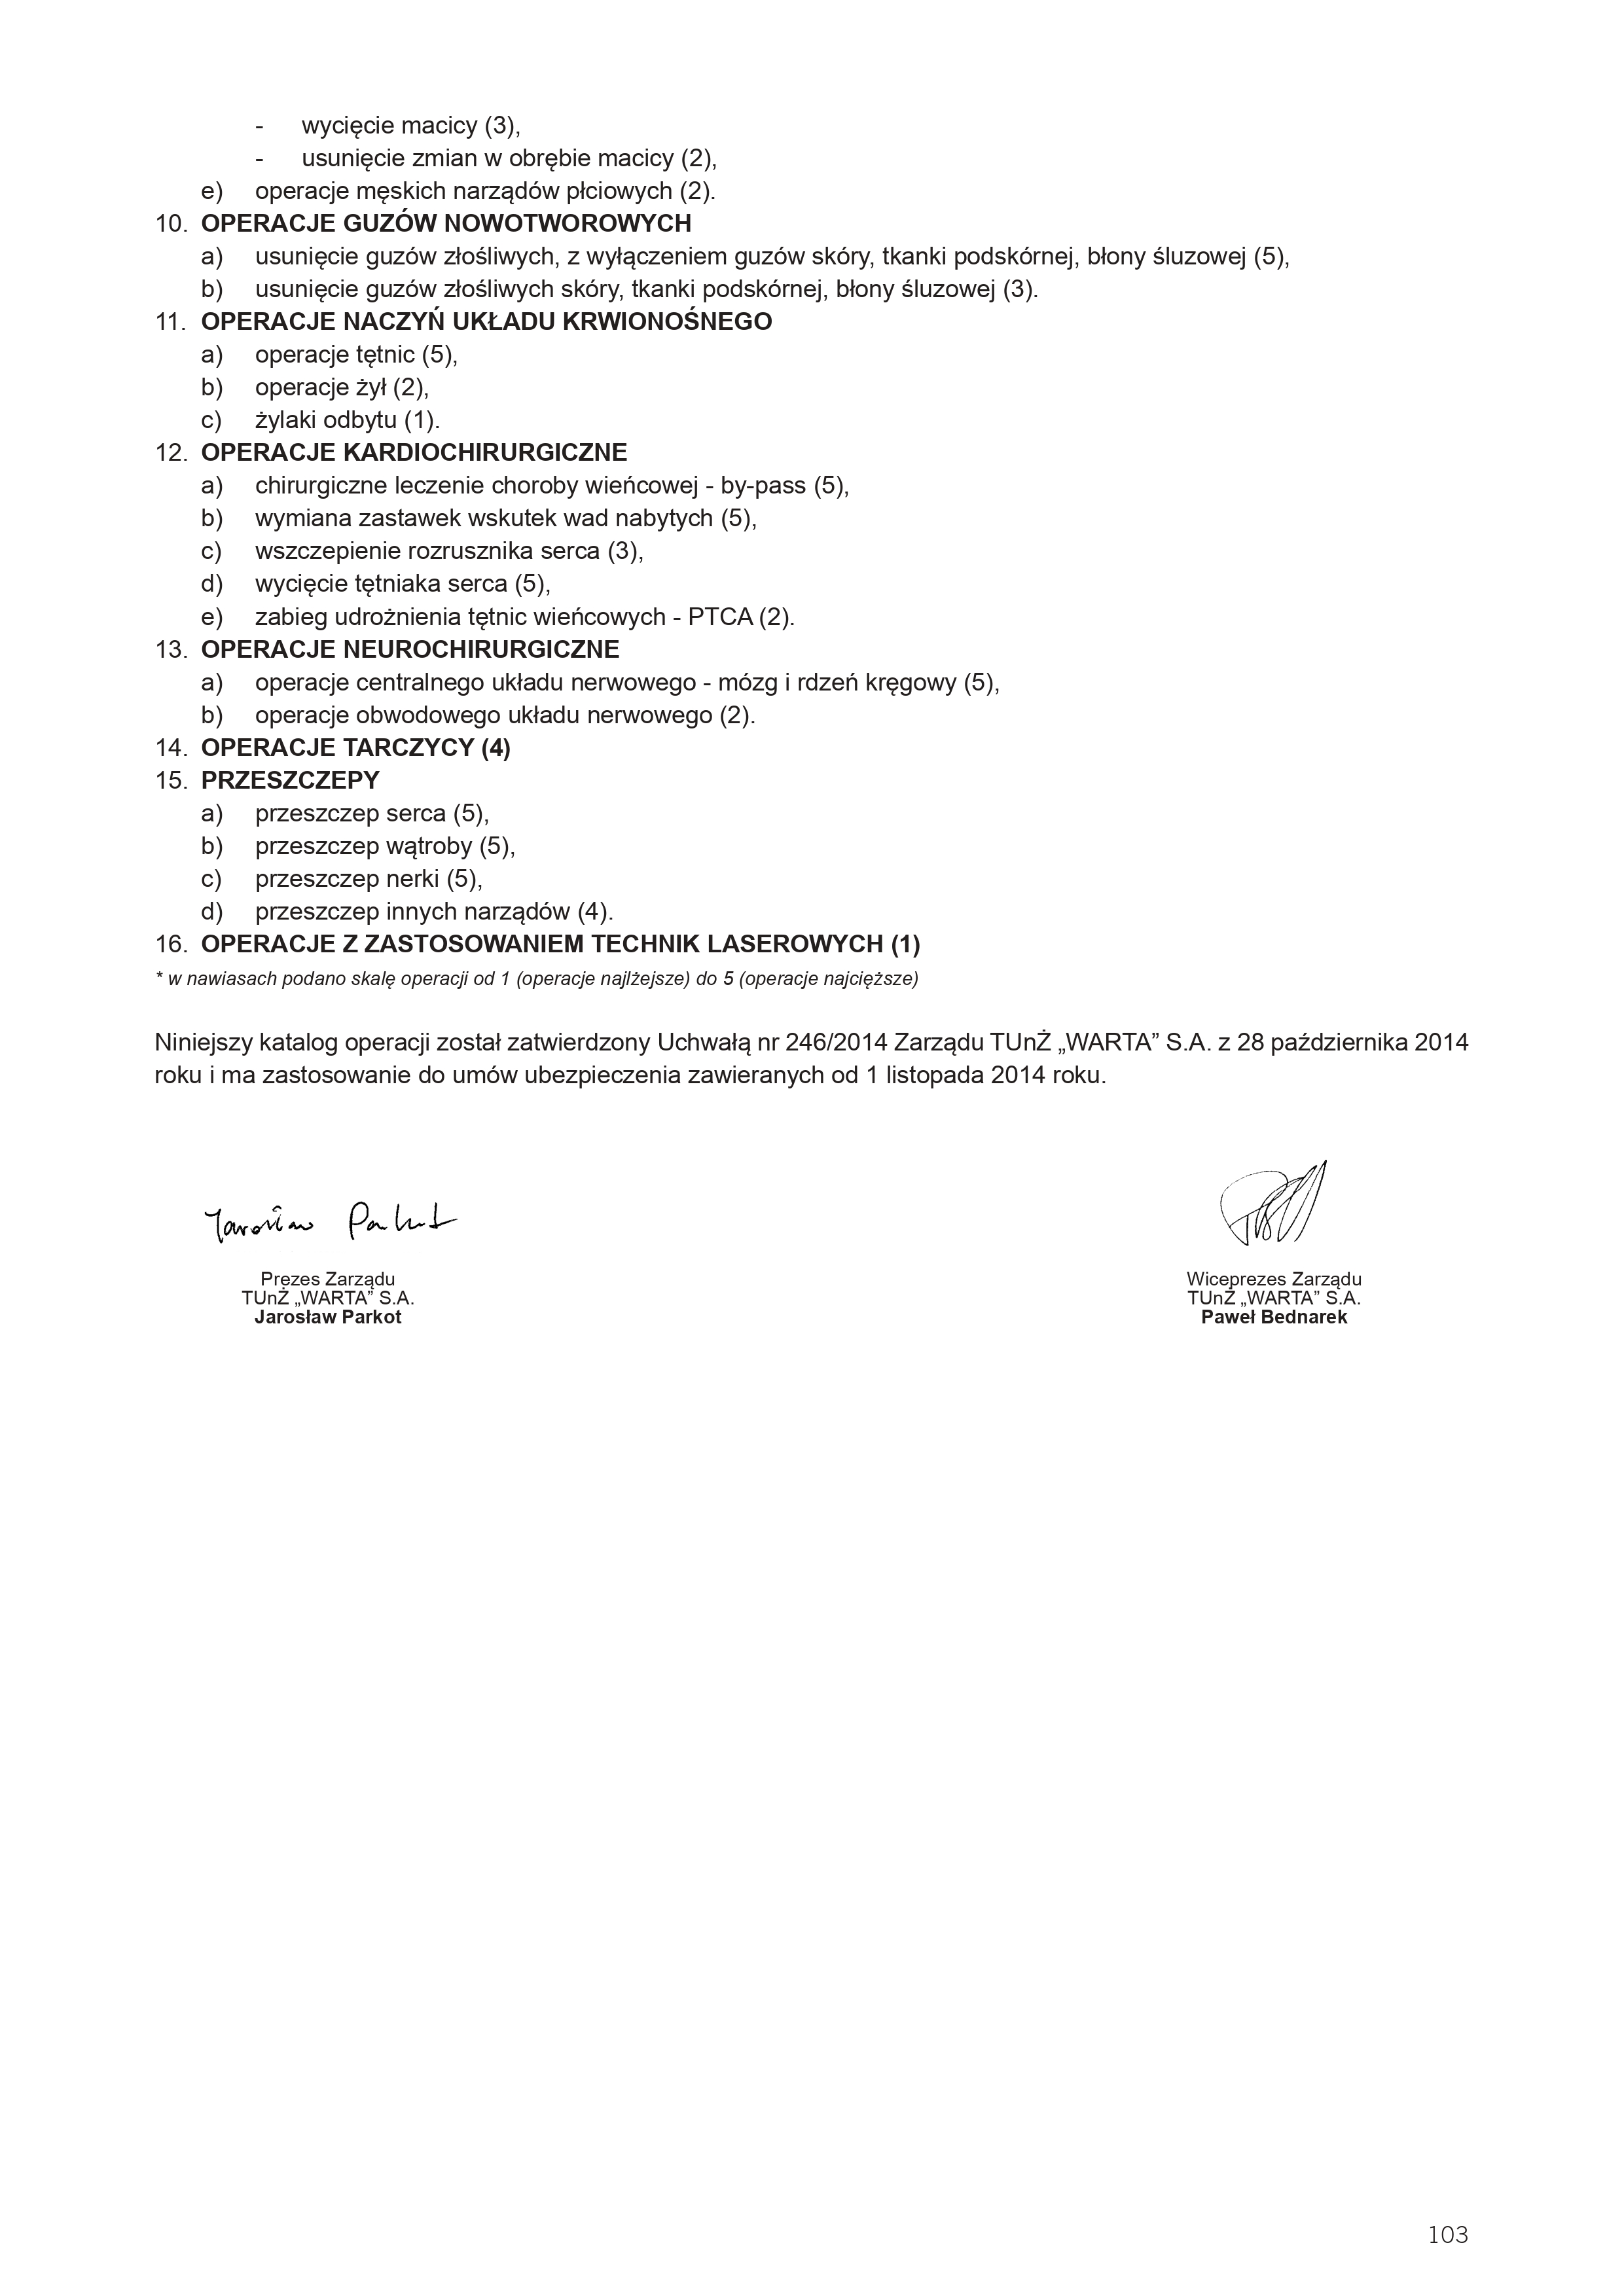 - wycięcie macicy (3),
- usunięcie zmian w obrębie macicy (2),
e) operacje męskich narządów płciowych (2).
10. OPERACJE GUZÓW NOWOTWOROWYCH
a) usunięcie guzów złośliwych, z wyłączeniem guzów skóry, tkanki podskórnej, błony śluzowej (5),
b) usunięcie guzów złośliwych skóry, tkanki podskórnej, błony śluzowej (3).
11. OPERACJE NACZYŃ UKŁADU KRWIONOŚNEGO
a) operacje tętnic (5),
b) operacje żył (2),
c) żylaki odbytu (1).
12. OPERACJE KARDIOCHIRURGICZNE
a) chirurgiczne leczenie choroby wieńcowej - by-pass (5),
b) wymiana zastawek wskutek wad nabytych (5),
c) wszczepienie rozrusznika serca (3),
d) wycięcie tętniaka serca (5),
e) zabieg udrożnienia tętnic wieńcowych - PTCA (2).
13. OPERACJE NEUROCHIRURGICZNE
a) operacje centralnego układu nerwowego - mózg i rdzeń kręgowy (5),
b) operacje obwodowego układu nerwowego (2).
14. OPERACJE TARCZYCY (4)
15. PRZESZCZEPY
a) przeszczep serca (5),
b) przeszczep wątroby (5),
c) przeszczep nerki (5),
d) przeszczep innych narządów (4).
16. OPERACJE Z ZASTOSOWANIEM TECHNIK LASEROWYCH (1)
* w nawiasach podano skalę operacji od 1 (operacje najlżejsze) do 5 (operacje najcięższe)
Niniejszy katalog operacji został zatwierdzony Uchwałą nr 246/2014 Zarządu TUnŻ „WARTA” S.A. z 28 października 2014
roku i ma zastosowanie do umów ubezpieczenia zawieranych od 1 listopada 2014 roku.
Jarosław Parkot
Prezes Zarządu
TUnŻ „WARTA” S.A.
Jarosław Parkot
Wiceprezes Zarządu
TUnŻ „WARTA” S.A.
Paweł Bednarek
103